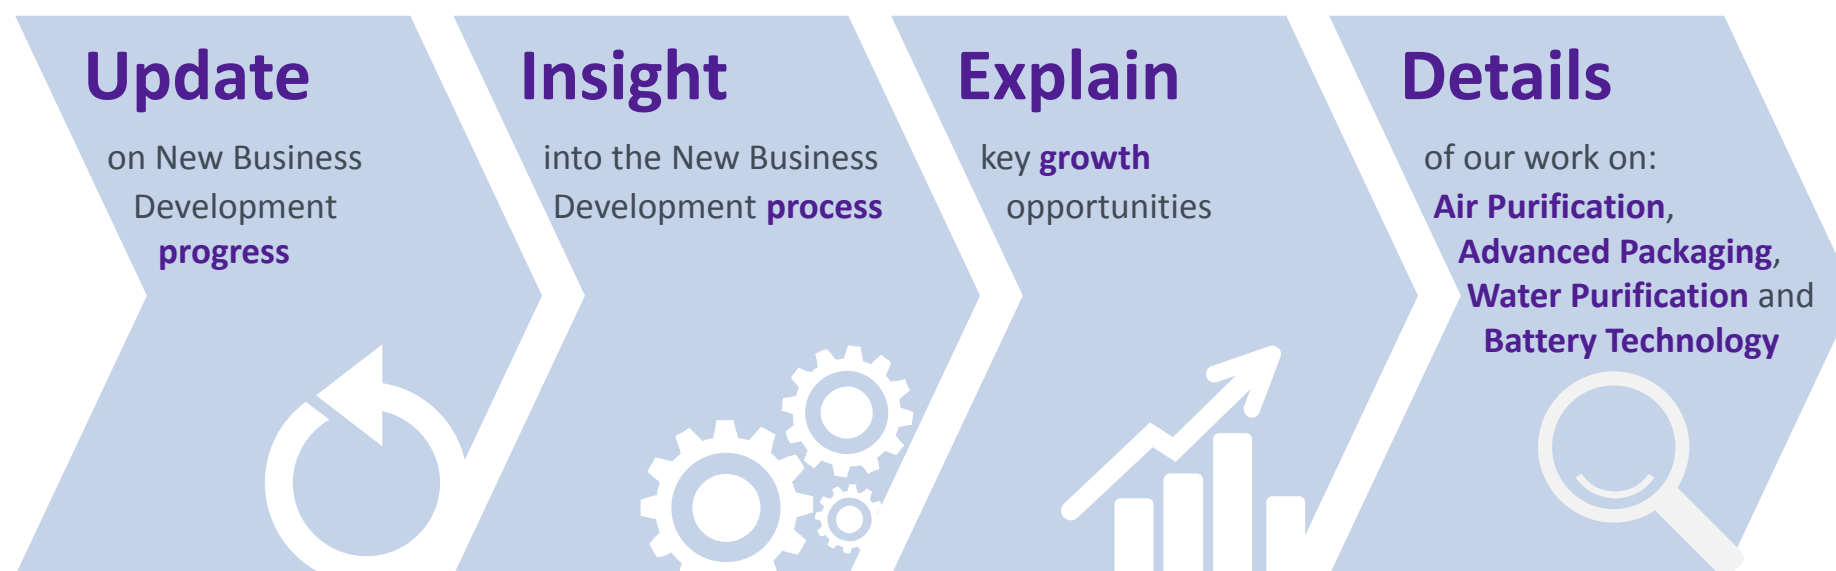 Update
on New Business
Development
progress
Insight
into the New Business
Development process
Explain
key growth
opportunities
Details
of our work on:
Air Purification,
Advanced Packaging,
Water Purification and
Battery Technology